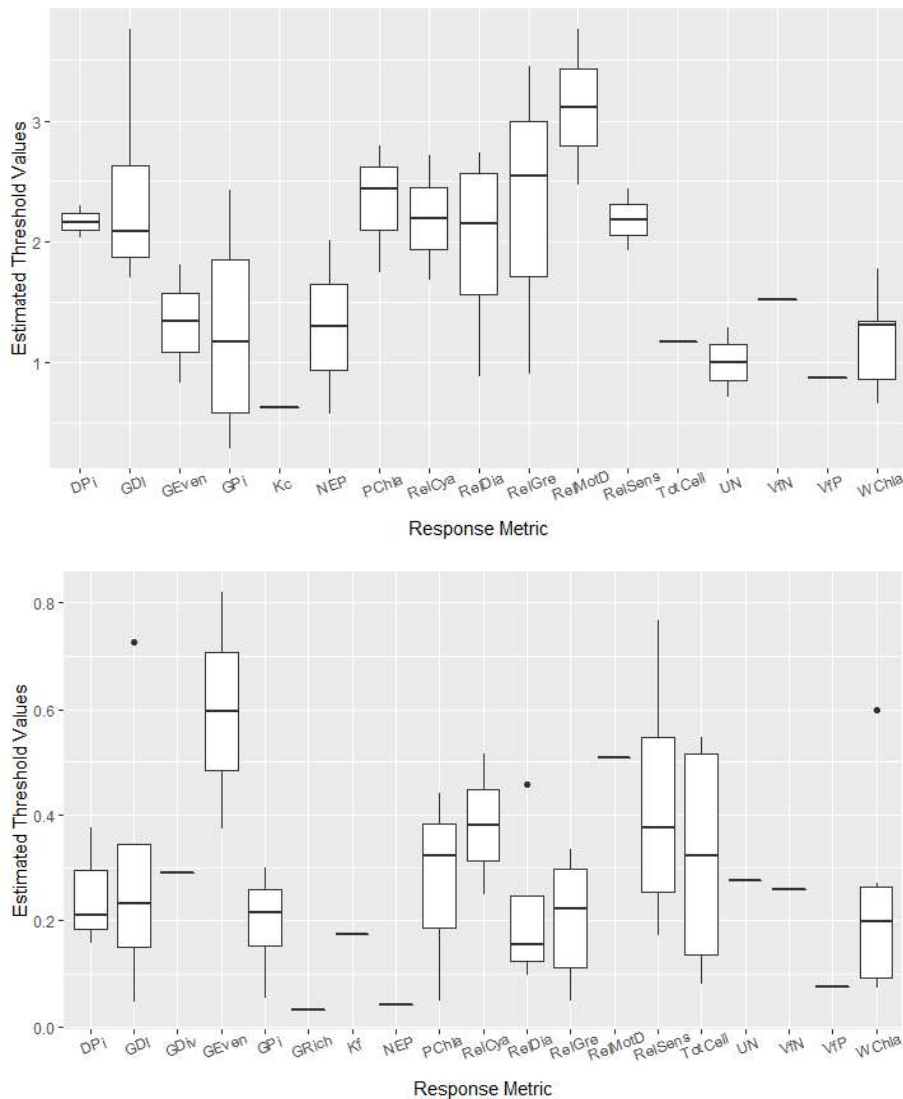 Estimated Threshold Values
3
2
1
DPi GDI GEven GPi Kc NEP PChla RelCya RelDia RelGre RelMotD RelSens TotCell UN VfN VfP WChla
Response Metric
Estimated Threshold Values
0.8
0.6
0.4
0.2
0.0
DPi GDI GDiv GEven GPi GRich Kf NEP PChla RelCya RelDia RelGre RelMotD RelSens TotCell UN VfN VfP WChla
Response Metric